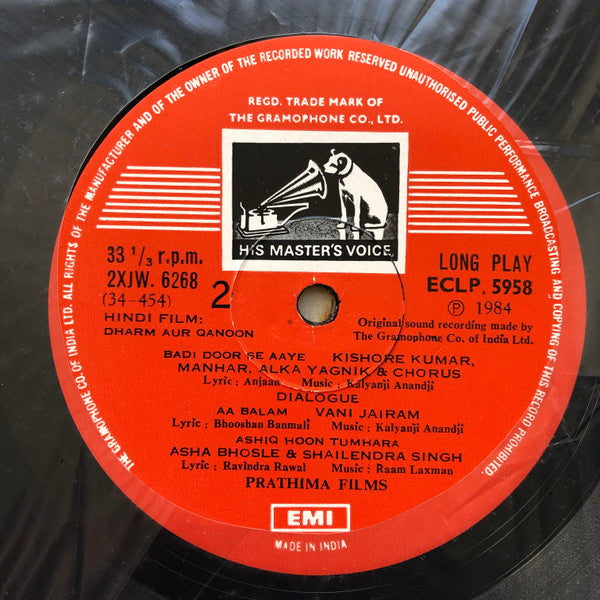 THE GRAMOPHONE CO. OF INDIA LTD. ALL RIGHTS OF THE MANUFACTURER AND OF THE OWNER OF THE RECORDED WORK RESERVED UNAUTHORISED PUBLIC PERFORMANCE BROADCASTING AND COPYING OF THIS RECORD PROHIBITED.
REGD. TRADE MARK OF
THE GRAMOPHONE CO., LTD.
HIS MASTER'S VOICE
33 1/3 r.p.m.
2XJW. 6268
(34-454)
2
LONG PLAY
ECLP. 5958
Ⓟ 1984
HINDI FILM:
DHARM AUR QANOON
Original sound recording made by
The Gramophone Co. of India Ltd.
BADI DOOR SE AAYE KISHORE KUMAR,
MANHAR, ALKA YAGNIK & CHORUS
Lyric : Anjaan Music : Kalyanji Anandji
DIALOGUE
AA BALAM VANI JAIRAM
Lyric : Bhooshan Banmali Music : Kalyanji Anandji
ASHIQ HOON TUMHARA
ASHA BHOSLE & SHAILENDRA SINGH
Lyric : Ravindra Rawal Music : Raam Laxman
PRATHIMA FILMS
EMI
MADE IN INDIA